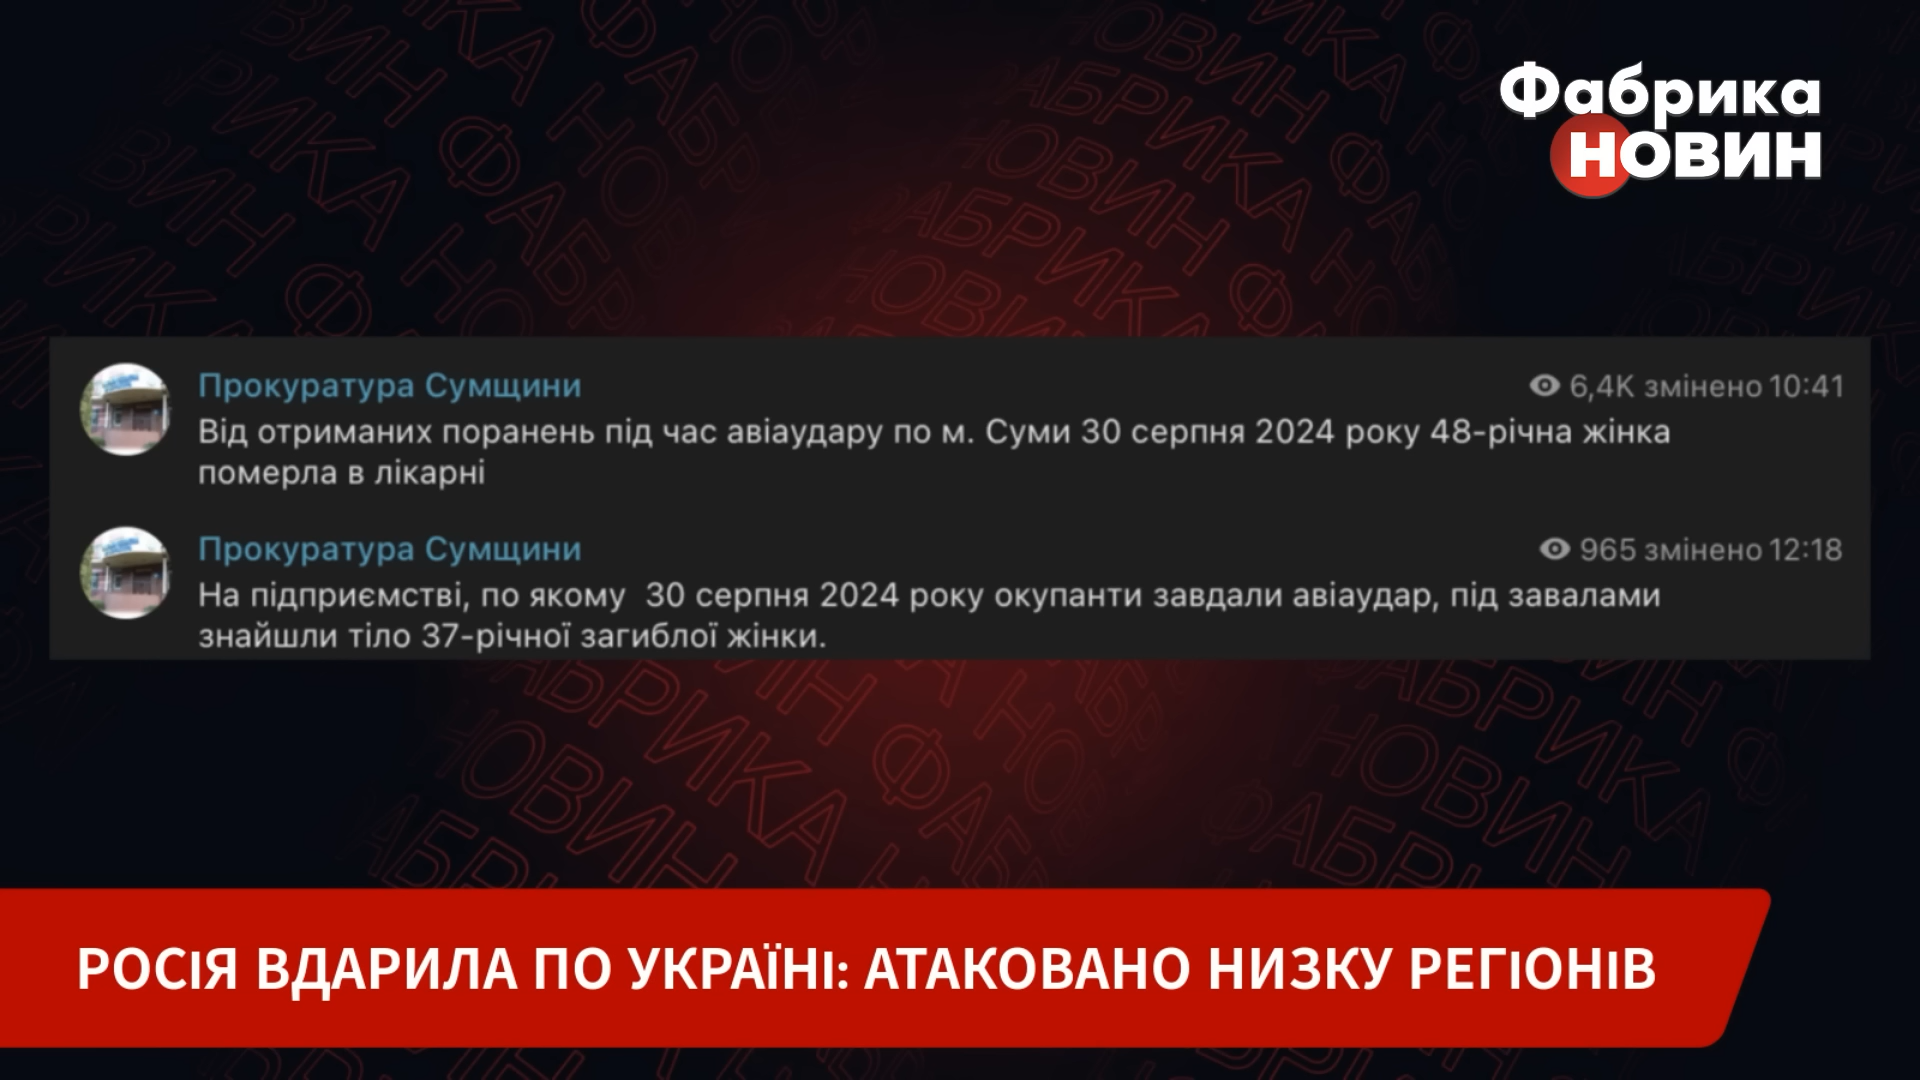 Фабрика
новин
Прокуратура Сумщини
6,4K змінено 10:41
Від отриманих поранень під час авіаудару по м. Суми 30 серпня 2024 року 48-річна жінка
померла в лікарні
Прокуратура Сумщини
965 змінено 12:18
На підприємстві, по якому 30 серпня 2024 року окупанти завдали авіаудар, під завалами
знайшли тіло 37-річної загиблої жінки.
РОСІЯ ВДАРИЛА ПО УКРАЇНІ: АТАКОВАНО НИЗКУ РЕГІОНІВ